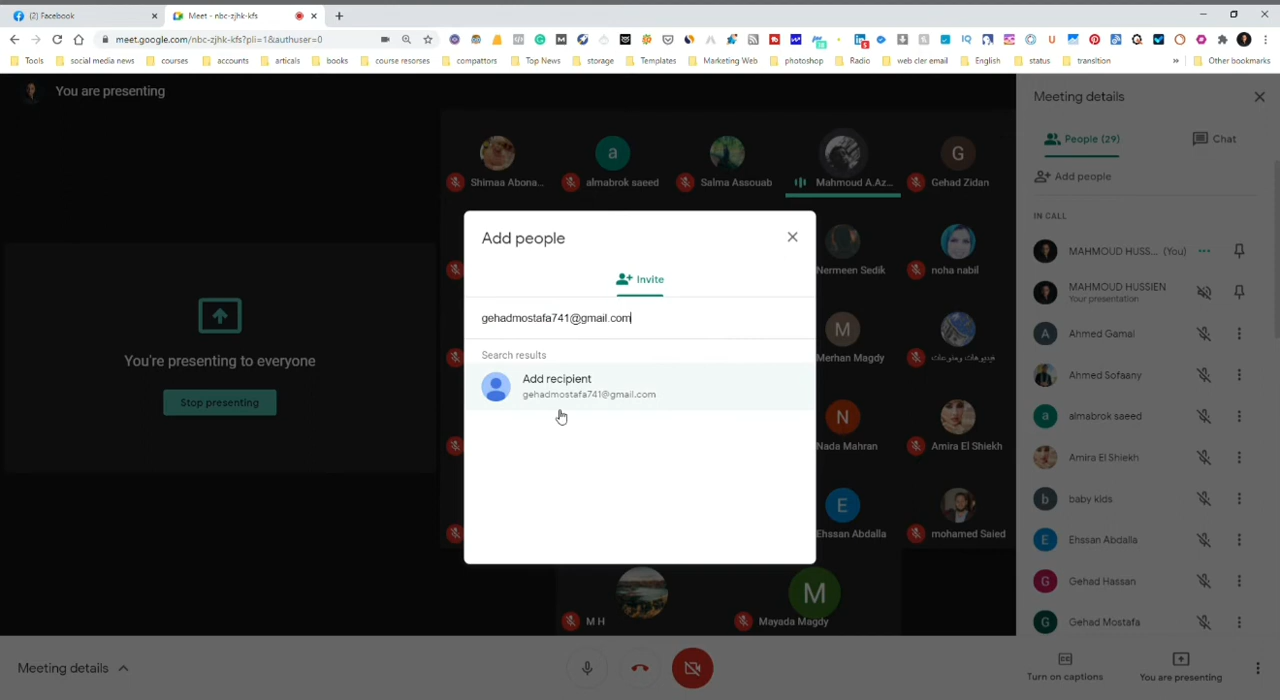 (2) Facebook
Meet - nbc-zjhk-kfs
meet.google.com/nbc-zjhk-kfs?pli=1&authuser=0
Tools
social media news
courses
accounts
articals
books
course resorses
compattors
Top News
storage
Templates
Marketing Web
photoshop
Radio
web cler email
English
status
transltion
Other bookmarks
You are presenting
Meeting details
People (29)
Chat
Add people
IN CALL
Shimaa Abona...
almabrok saeed
Salma Assouab
Mahmoud A.Az...
Gehad Zidan
Nermeen Sedik
noha nabil
Merhan Magdy
فيديوهات ومنوعات
Nada Mahran
Amira El Shiekh
Ehssan Abdalla
mohamed Saied
M H
Mayada Magdy
You're presenting to everyone
Stop presenting
Add people
Invite
gehadmostafa741@gmail.com
Search results
Add recipient
gehadmostafa741@gmail.com
MAHMOUD HUSS... (You)
MAHMOUD HUSSIEN
Your presentation
Ahmed Gamal
Ahmed Sofaany
almabrok saeed
Amira El Shiekh
baby kids
Ehssan Abdalla
Gehad Hassan
Gehad Mostafa
Meeting details
Turn on captions
You are presenting